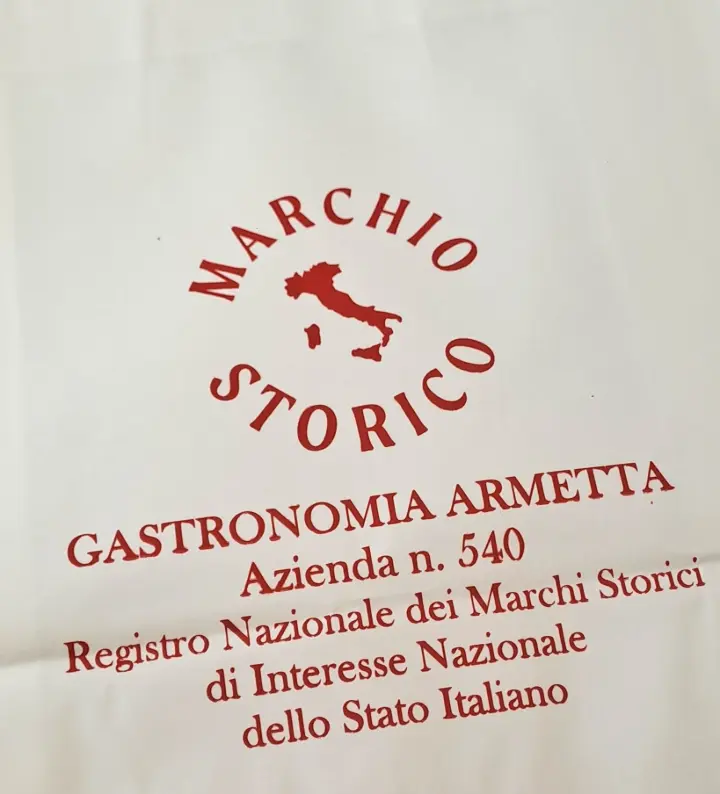 MARCHIO
STORICO
GASTRONOMIA ARMETTA
Azienda n. 540
Registro Nazionale dei Marchi Storici
di Interesse Nazionale
dello Stato Italiano